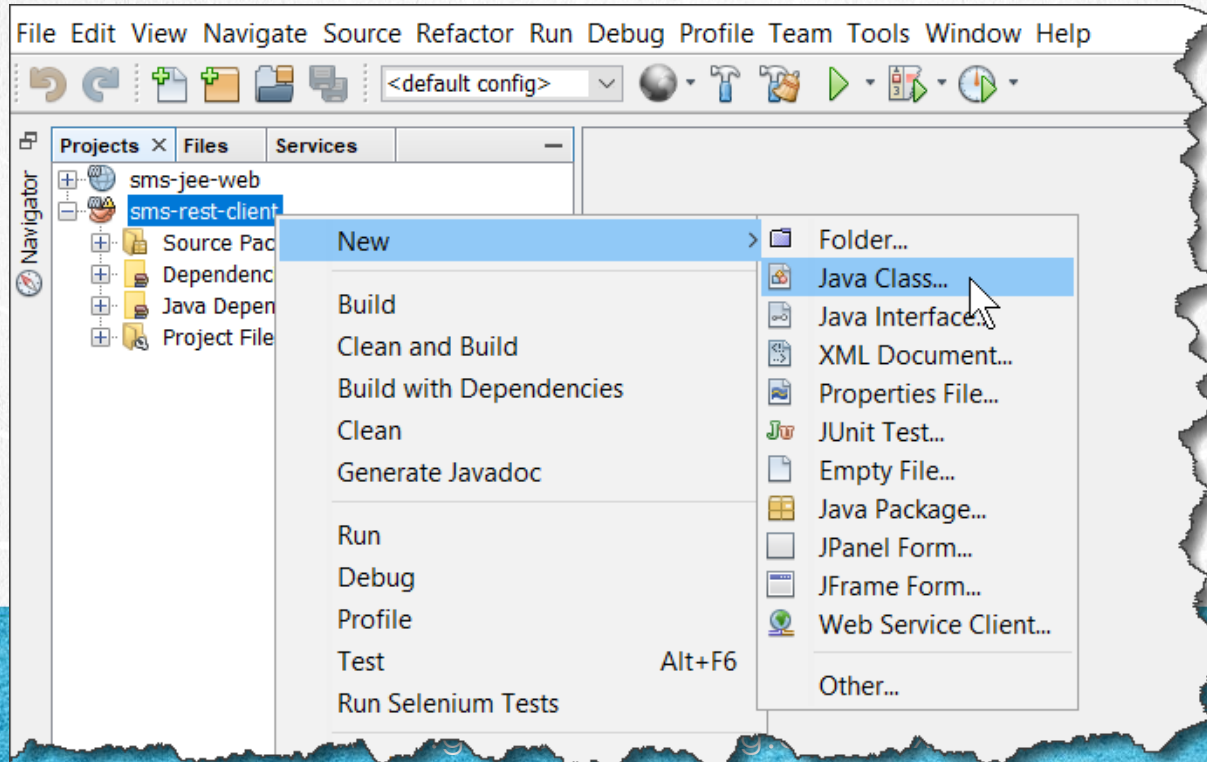 File Edit View Navigate Source Refactor Run Debug Profile Team Tools Window Help
<default config>
Projects Files Services
Navigator
sms-jee-web
sms-rest-client
Source Pac
Dependenc
Java Depen
Project File
New
Build
Clean and Build
Build with Dependencies
Clean
Generate Javadoc
Run
Debug
Profile
Test Alt+F6
Run Selenium Tests
Folder...
Java Class...
Java Interface...
XML Document...
Properties File...
JUnit Test...
Empty File...
Java Package...
JPanel Form...
JFrame Form...
Web Service Client...
Other...